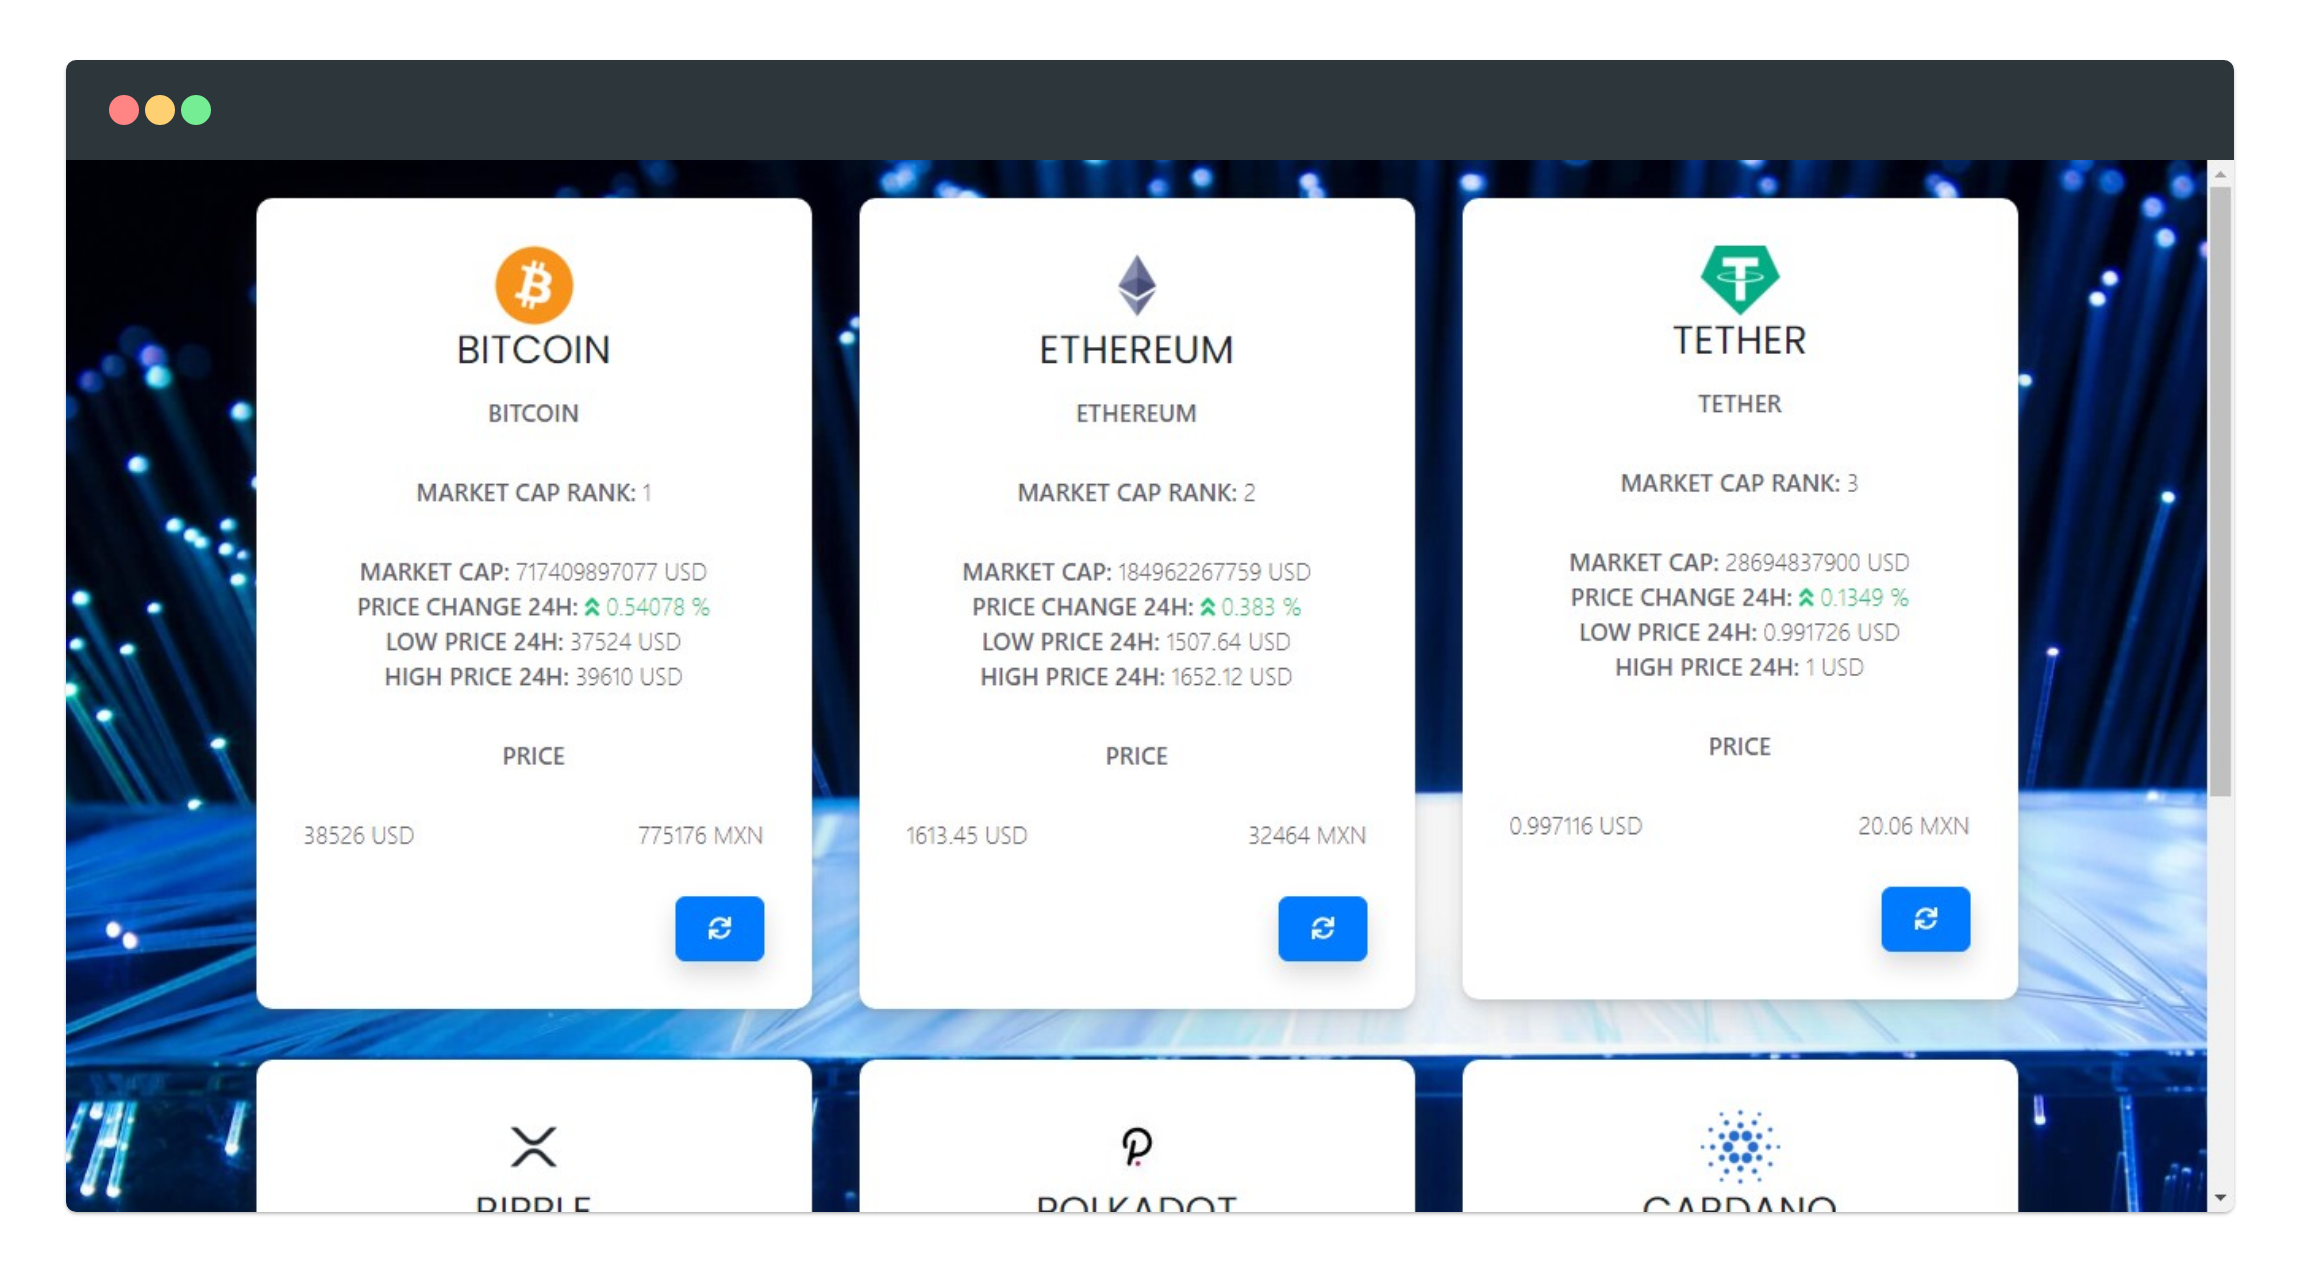 BITCOIN
BITCOIN
MARKET CAP RANK: 1
MARKET CAP: 717409897077 USD
PRICE CHANGE 24H: 0.54078 %
LOW PRICE 24H: 37524 USD
HIGH PRICE 24H: 39610 USD
PRICE
38526 USD 775176 MXN
ETHEREUM
ETHEREUM
MARKET CAP RANK: 2
MARKET CAP: 184962267759 USD
PRICE CHANGE 24H: 0.383 %
LOW PRICE 24H: 1507.64 USD
HIGH PRICE 24H: 1652.12 USD
PRICE
1613.45 USD 32464 MXN
TETHER
TETHER
MARKET CAP RANK: 3
MARKET CAP: 28694837900 USD
PRICE CHANGE 24H: 0.1349 %
LOW PRICE 24H: 0.991726 USD
HIGH PRICE 24H: 1 USD
PRICE
0.997116 USD 20.06 MXN
RIPPLE
POLKADOT
CARDANO